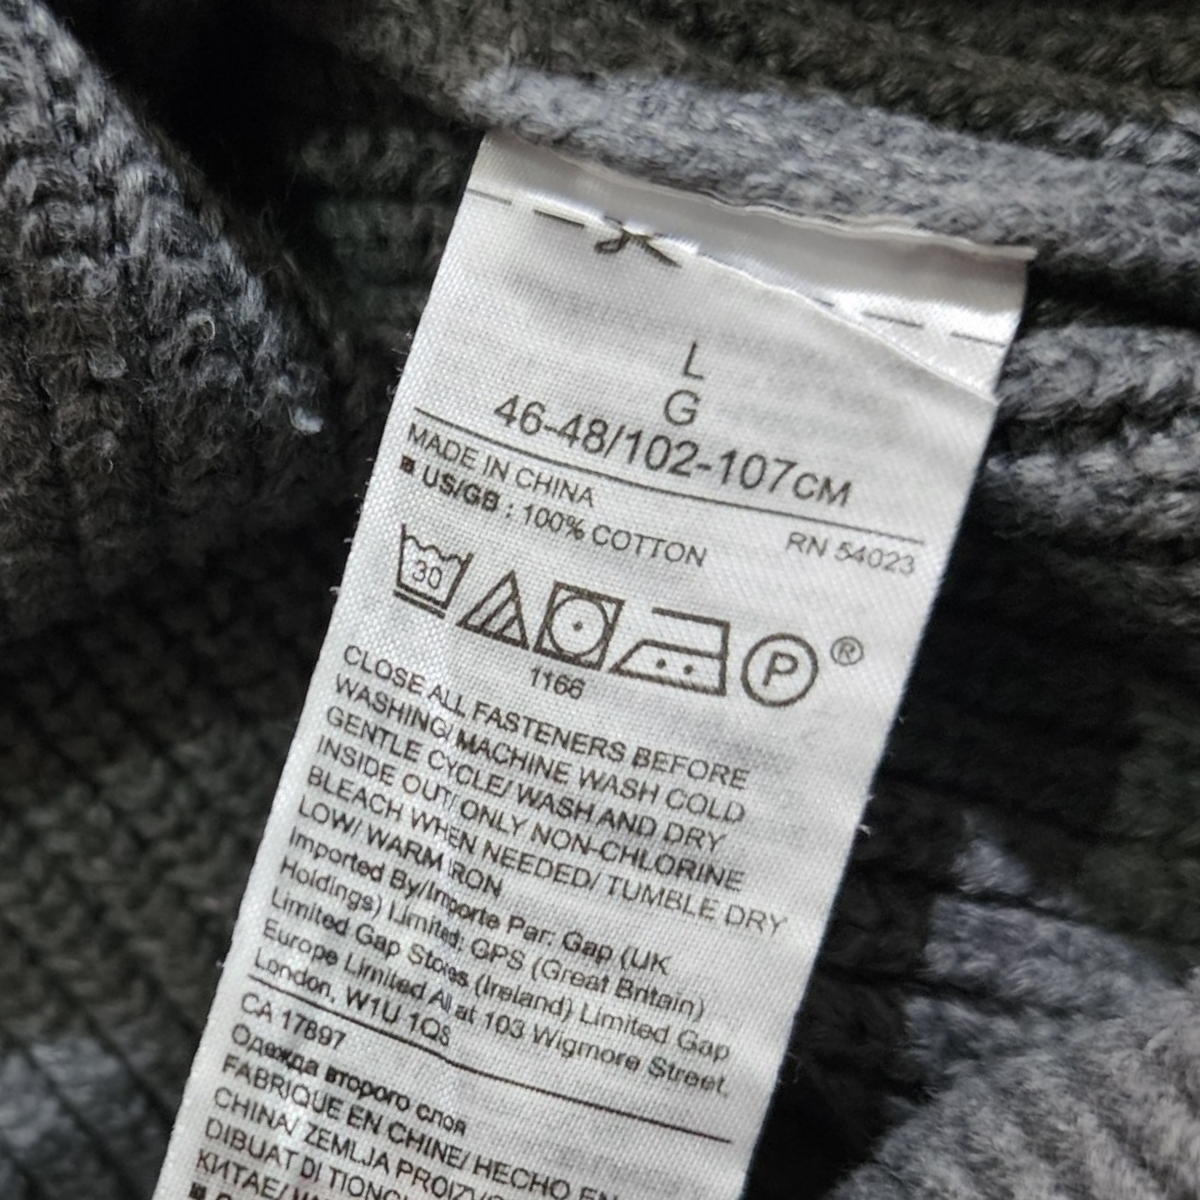 L
G
46-48/102-107CM
MADE IN CHINA
RN 54023
US/GB : 100% COTTON
30
P ®
1166
CLOSE ALL FASTENERS BEFORE
WASHING/ MACHINE WASH COLD
GENTLE CYCLE/ WASH AND DRY
INSIDE OUT/ ONLY NON-CHLORINE
BLEACH WHEN NEEDED/ TUMBLE DRY
LOW/ WARM IRON
Imported By/Importe Par: Gap (UK
Holdings) Limited; GPS (Great Britain)
Limited Gap Stores (Ireland) Limited Gap
Europe Limited All at 103 Wigmore Street,
London, W1U 1QS
CA 17897
Одежда второго слоя
FABRIQUE EN CHINE/ HECHO EN
CHINA/ ZEMLJA
DIBUAT DI
КИТАЕ/